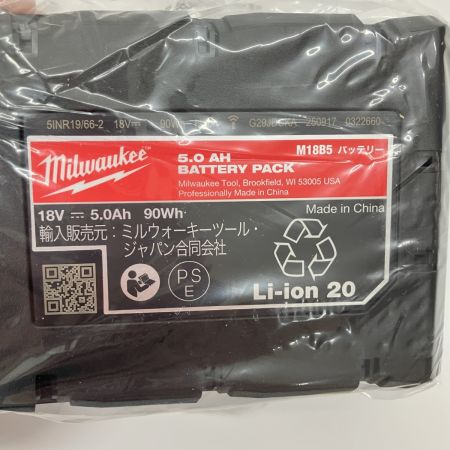 5INR19/66-2 18V⎓ 90Wh 250917 0322660
Milwaukee
5.0 AH
BATTERY PACK
M18B5 バッテリー
Milwaukee Tool, Brookfield, WI 53005 USA
Professionally Made in China
18V ⎓ 5.0Ah 90Wh
輸入販売元：ミルウォーキーツール・
ジャパン合同会社
PS
E
Made in China
Li-ion 20